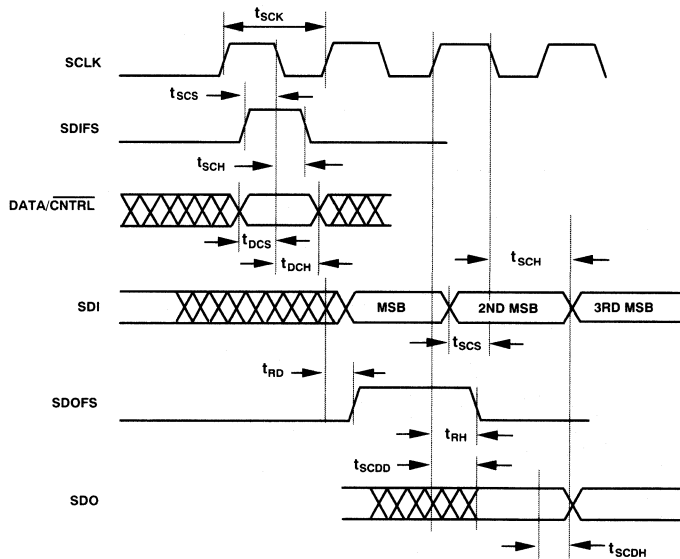 tSCK
SCLK
tSCS
SDIFS
tSCH
DATA/CNTRL
tDCS
tDCH
tSCH
SDI
MSB
2ND MSB
3RD MSB
tSCS
tRD
SDOFS
tRH
tSCDD
SDO
tSCDH